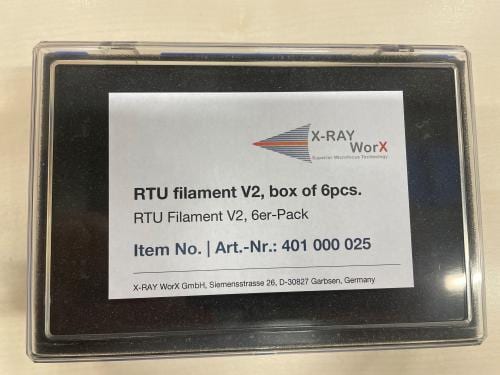 X-RAY
WorX
Superior Microfocus Technology
RTU filament V2, box of 6pcs.
RTU Filament V2, 6er-Pack
Item No. | Art.-Nr.: 401 000 025
X-RAY WorX GmbH, Siemensstrasse 26, D-30827 Garbsen, Germany